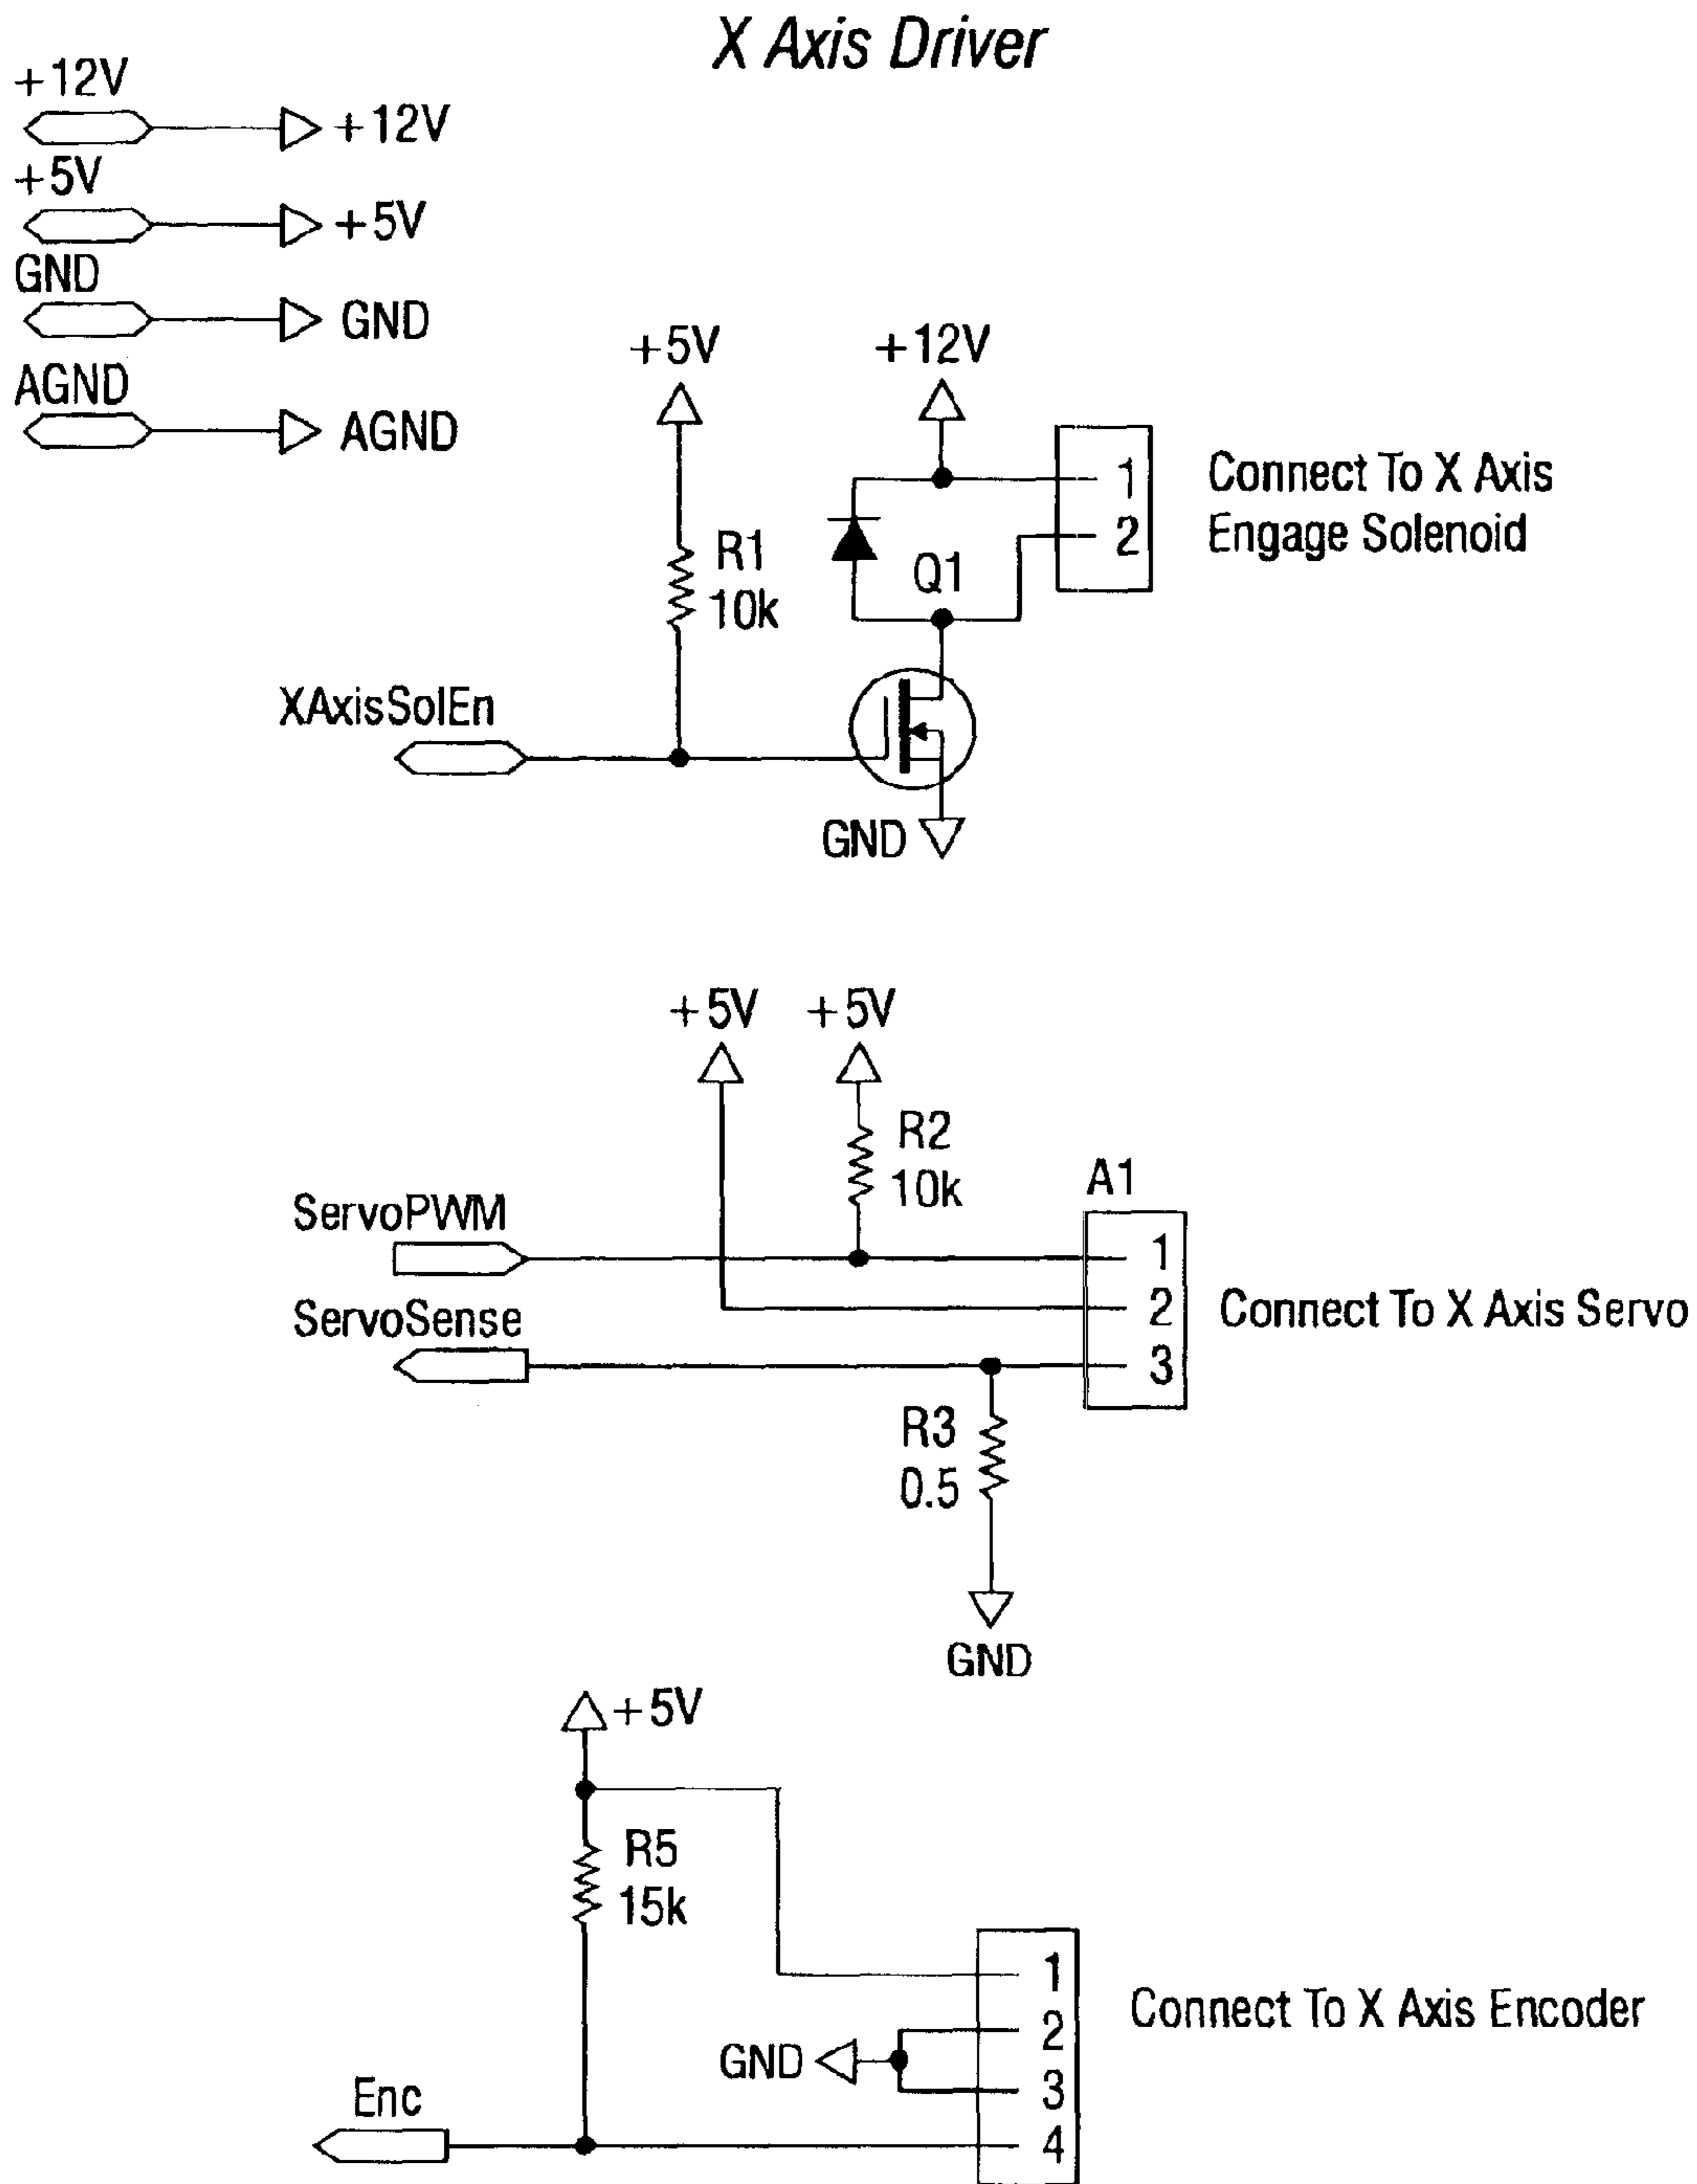 X Axis Driver
+12V
+12V
+5V
+5V
GND
GND
AGND
AGND
+5V
+12V
R1
10k
Q1
1
2
Connect To X Axis
Engage Solenoid
XAxisSolEn
GND
+5V
+5V
R2
10k
A1
ServoPWM
1
2
3
ServoSense
Connect To X Axis Servo
R3
0.5
GND
+5V
R5
15k
1
2
3
4
Connect To X Axis Encoder
GND
Enc